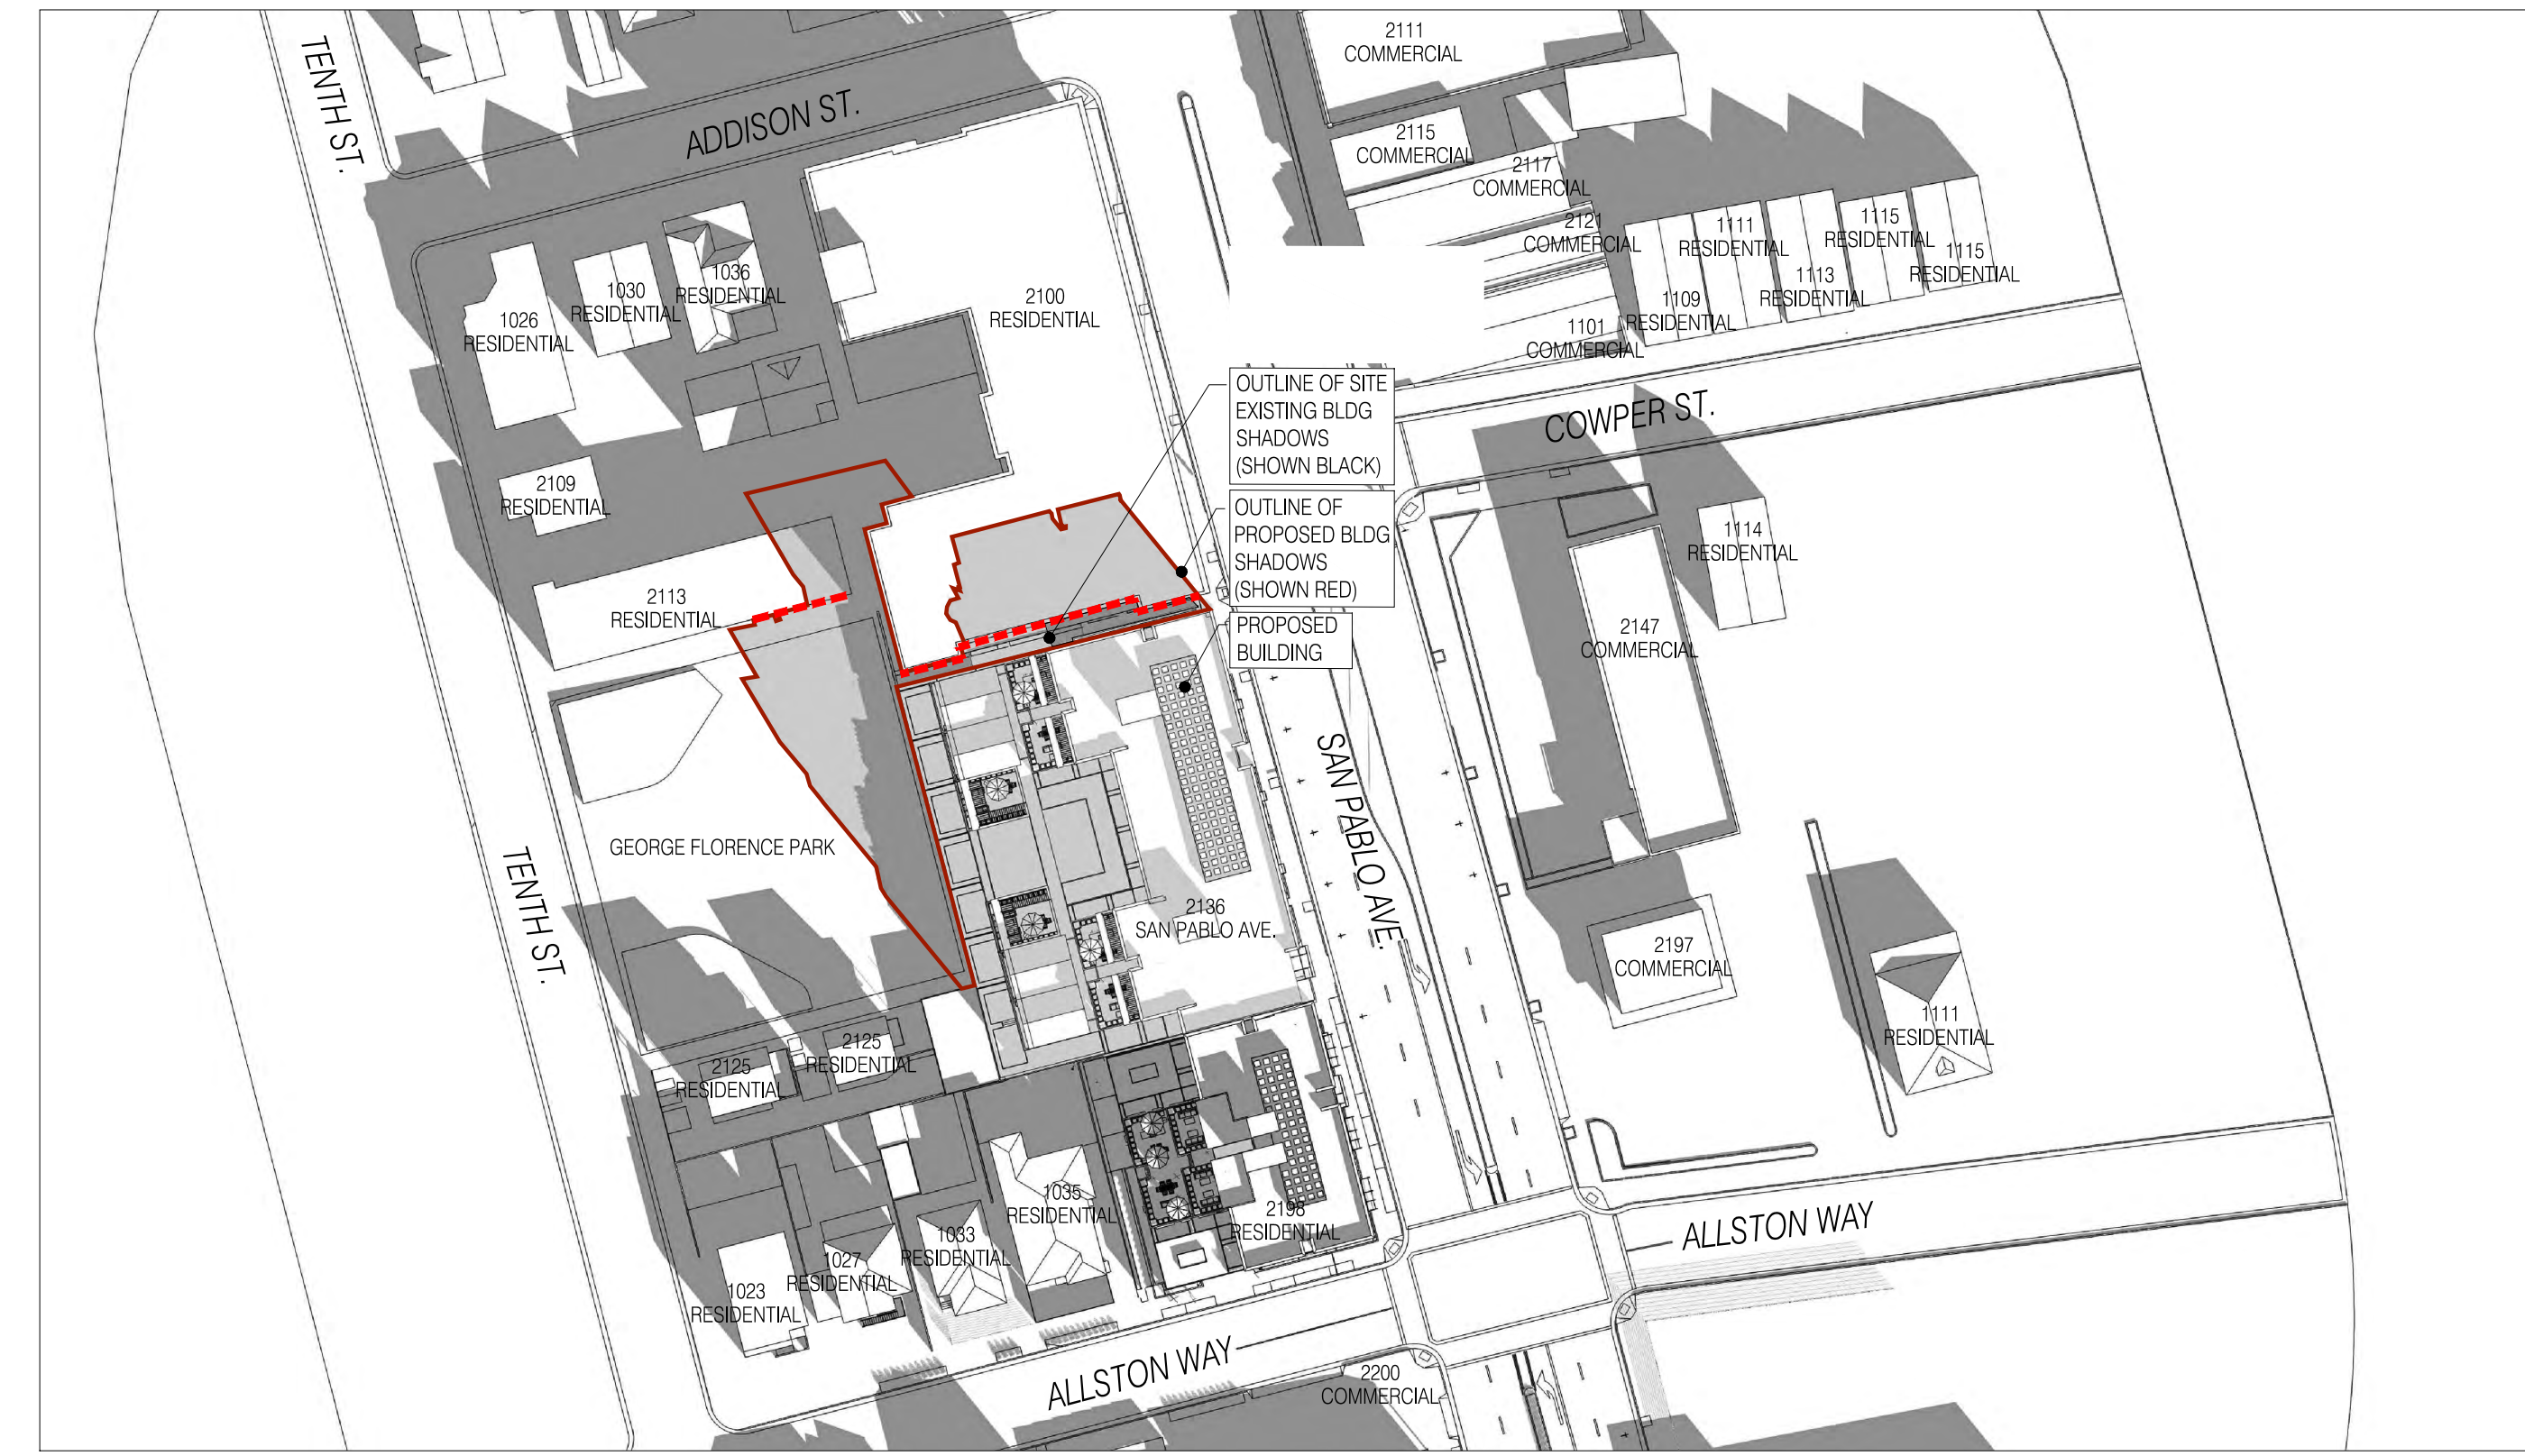 TENTH ST.
ADDISON ST.
2111
COMMERCIAL
2115
COMMERCIAL
2117
COMMERCIAL
2121
COMMERCIAL
1101
COMMERCIAL
1109
RESIDENTIAL
1111
RESIDENTIAL
1113
RESIDENTIAL
1115
RESIDENTIAL
1115
RESIDENTIAL
1026
RESIDENTIAL
1030
RESIDENTIAL
1036
RESIDENTIAL
2100
RESIDENTIAL
COWPER ST.
OUTLINE OF SITE
EXISTING BLDG
SHADOWS
(SHOWN BLACK)
OUTLINE OF
PROPOSED BLDG
SHADOWS
(SHOWN RED)
PROPOSED
BUILDING
2109
RESIDENTIAL
2113
RESIDENTIAL
1114
RESIDENTIAL
2147
COMMERCIAL
GEORGE FLORENCE PARK
TENTH ST.
SAN PABLO AVE.
2136
SAN PABLO AVE.
2197
COMMERCIAL
1111
RESIDENTIAL
2125
RESIDENTIAL
2125
RESIDENTIAL
1023
RESIDENTIAL
1027
RESIDENTIAL
1033
RESIDENTIAL
1035
RESIDENTIAL
2198
RESIDENTIAL
ALLSTON WAY
ALLSTON WAY
2200
COMMERCIAL